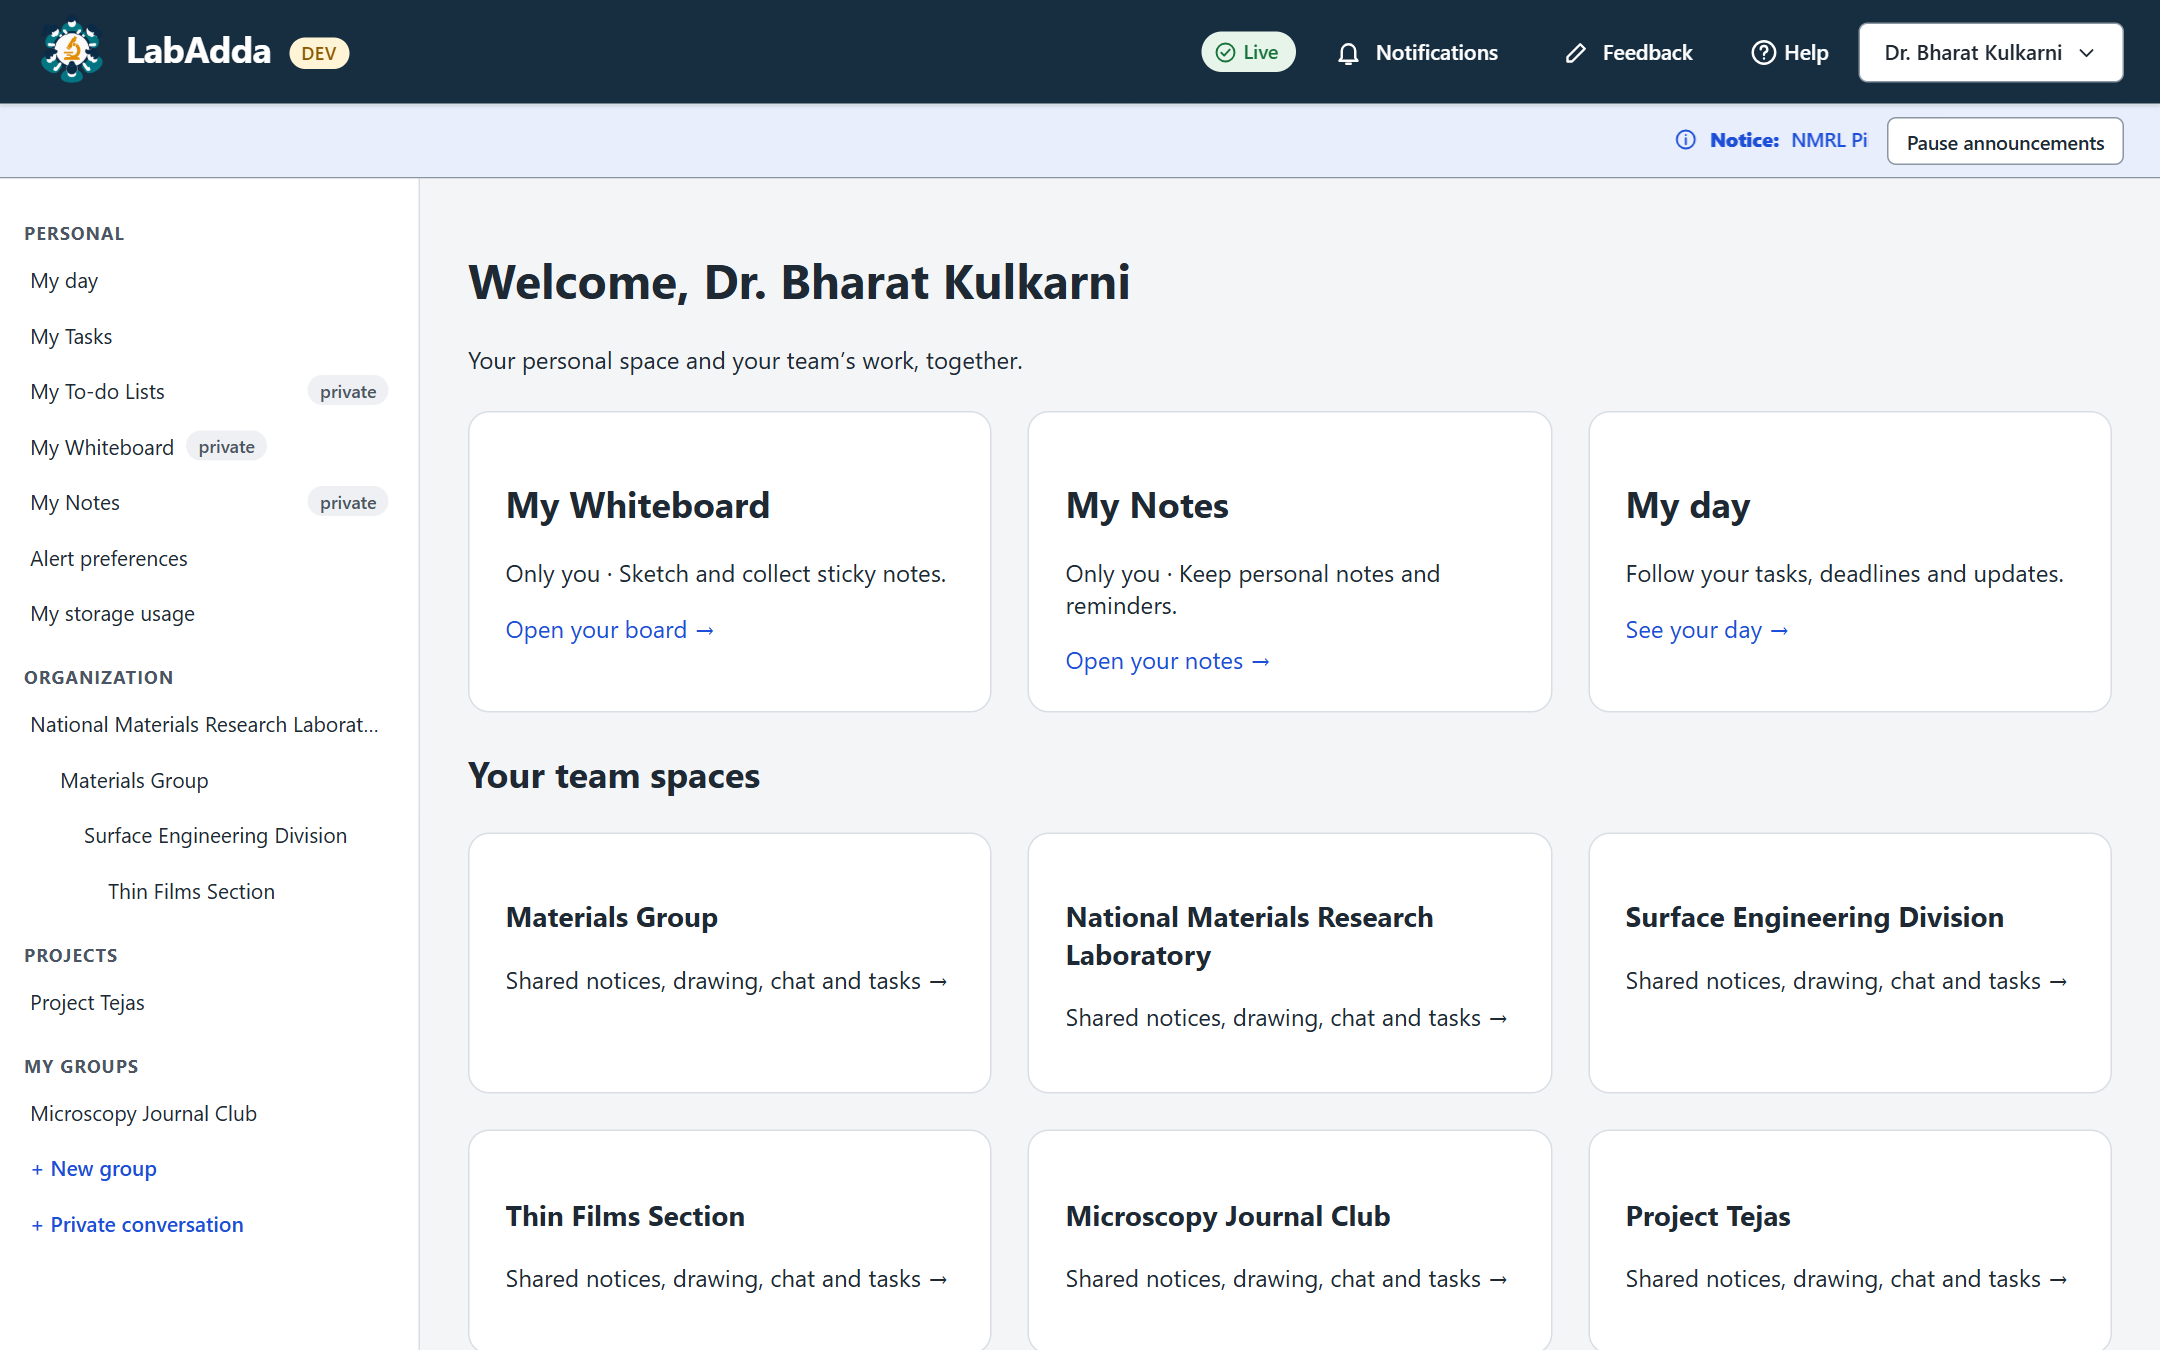 LabAdda DEV
Live
Notifications
Feedback
Help
Dr. Bharat Kulkarni
Notice: NMRL Pi
Pause announcements
PERSONAL
My day
My Tasks
My To-do Lists private
My Whiteboard private
My Notes private
Alert preferences
My storage usage
ORGANIZATION
National Materials Research Laborat...
Materials Group
Surface Engineering Division
Thin Films Section
PROJECTS
Project Tejas
MY GROUPS
Microscopy Journal Club
+ New group
+ Private conversation
Welcome, Dr. Bharat Kulkarni
Your personal space and your team’s work, together.
My Whiteboard
Only you · Sketch and collect sticky notes.
Open your board →
My Notes
Only you · Keep personal notes and
reminders.
Open your notes →
My day
Follow your tasks, deadlines and updates.
See your day →
Your team spaces
Materials Group
Shared notices, drawing, chat and tasks →
National Materials Research
Laboratory
Shared notices, drawing, chat and tasks →
Surface Engineering Division
Shared notices, drawing, chat and tasks →
Thin Films Section
Shared notices, drawing, chat and tasks →
Microscopy Journal Club
Shared notices, drawing, chat and tasks →
Project Tejas
Shared notices, drawing, chat and tasks →